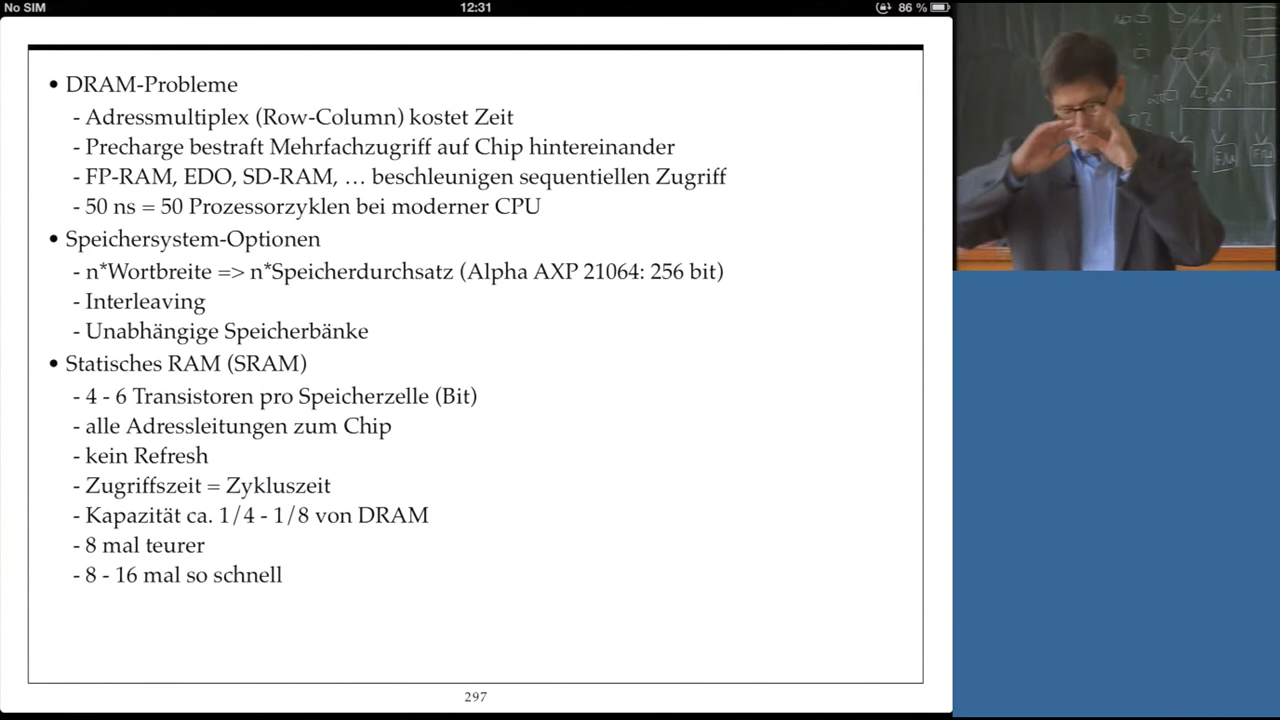 No SIM 12:31 86 %
• DRAM-Probleme
- Adressmultiplex (Row-Column) kostet Zeit
- Precharge bestraft Mehrfachzugriff auf Chip hintereinander
- FP-RAM, EDO, SD-RAM, … beschleunigen sequentiellen Zugriff
- 50 ns = 50 Prozessorzyklen bei moderner CPU
• Speichersystem-Optionen
- n*Wortbreite => n*Speicherdurchsatz (Alpha AXP 21064: 256 bit)
- Interleaving
- Unabhängige Speicherbänke
• Statisches RAM (SRAM)
- 4 - 6 Transistoren pro Speicherzelle (Bit)
- alle Adressleitungen zum Chip
- kein Refresh
- Zugriffszeit = Zykluszeit
- Kapazität ca. 1/4 - 1/8 von DRAM
- 8 mal teurer
- 8 - 16 mal so schnell
297